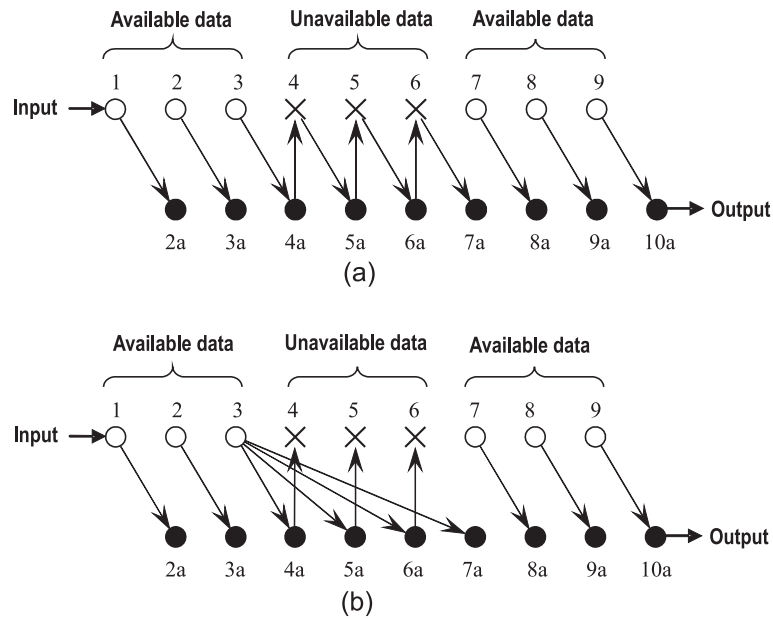 Available data Unavailable data Available data
1 2 3 4 5 6 7 8 9
Input
Output
2a 3a 4a 5a 6a 7a 8a 9a 10a
(a)
Available data Unavailable data Available data
1 2 3 4 5 6 7 8 9
Input
Output
2a 3a 4a 5a 6a 7a 8a 9a 10a
(b)